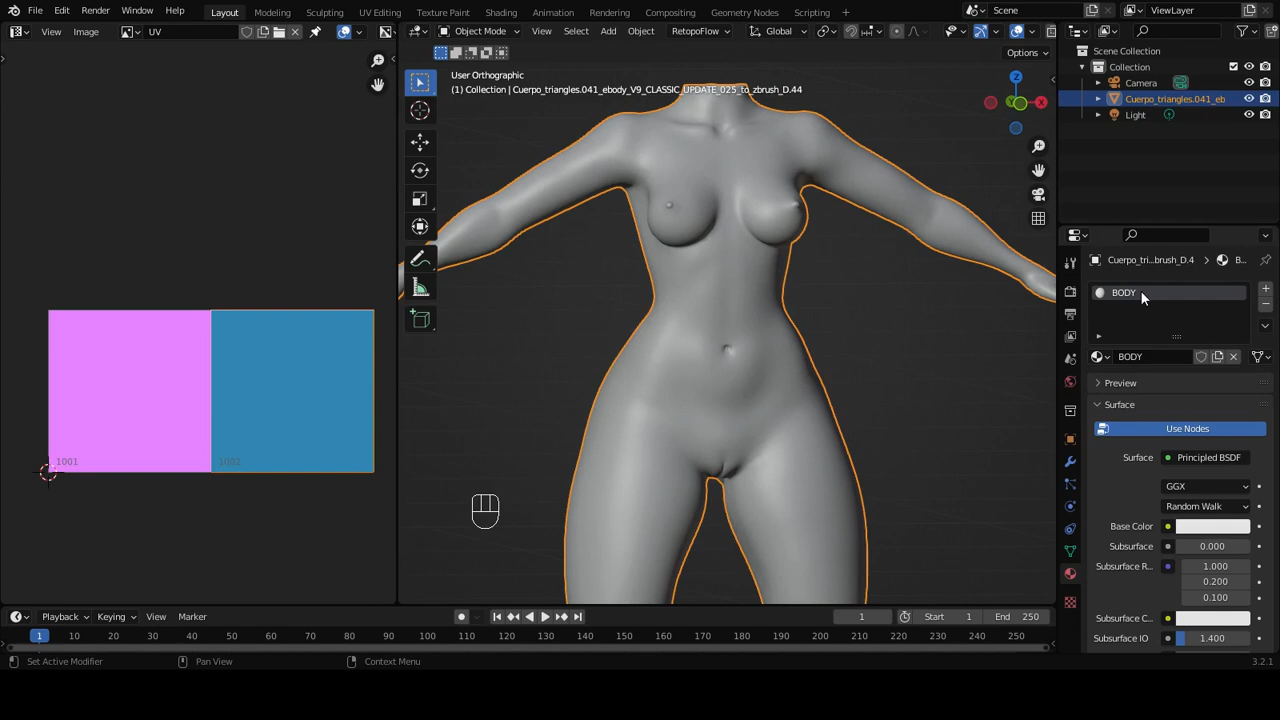 File Edit Render Window Help Layout Modeling Sculpting UV Editing Texture Paint Shading Animation Rendering Compositing Geometry Nodes Scripting + Scene ViewLayer
View Image UV Object Mode View Select Add Object RetopoFlow Global
Options
Scene Collection
Collection
Camera
Cuerpo_triangles.041_eb
Light
User Orthographic
(1) Collection | Cuerpo_triangles.041_ebody_V9_CLASSIC_UPDATE_025_to_zbrush_D.44
Z
X
Y
Cuerpo_tri...brush_D.4 > B...
BODY
BODY
Preview
Surface
Use Nodes
Surface Principled BSDF
GGX
Random Walk
Base Color
Subsurface 0.000
Subsurface R... 1.000
0.200
0.100
Subsurface C...
Subsurface IO 1.400
1001 1002
Playback Keying View Marker 1 Start 1 End 250
1 10 20 30 40 50 60 70 80 90 100 110 120 130 140 150 160 170 180 190 200 210 220 230 240 250
Set Active Modifier Pan View Context Menu 3.2.1